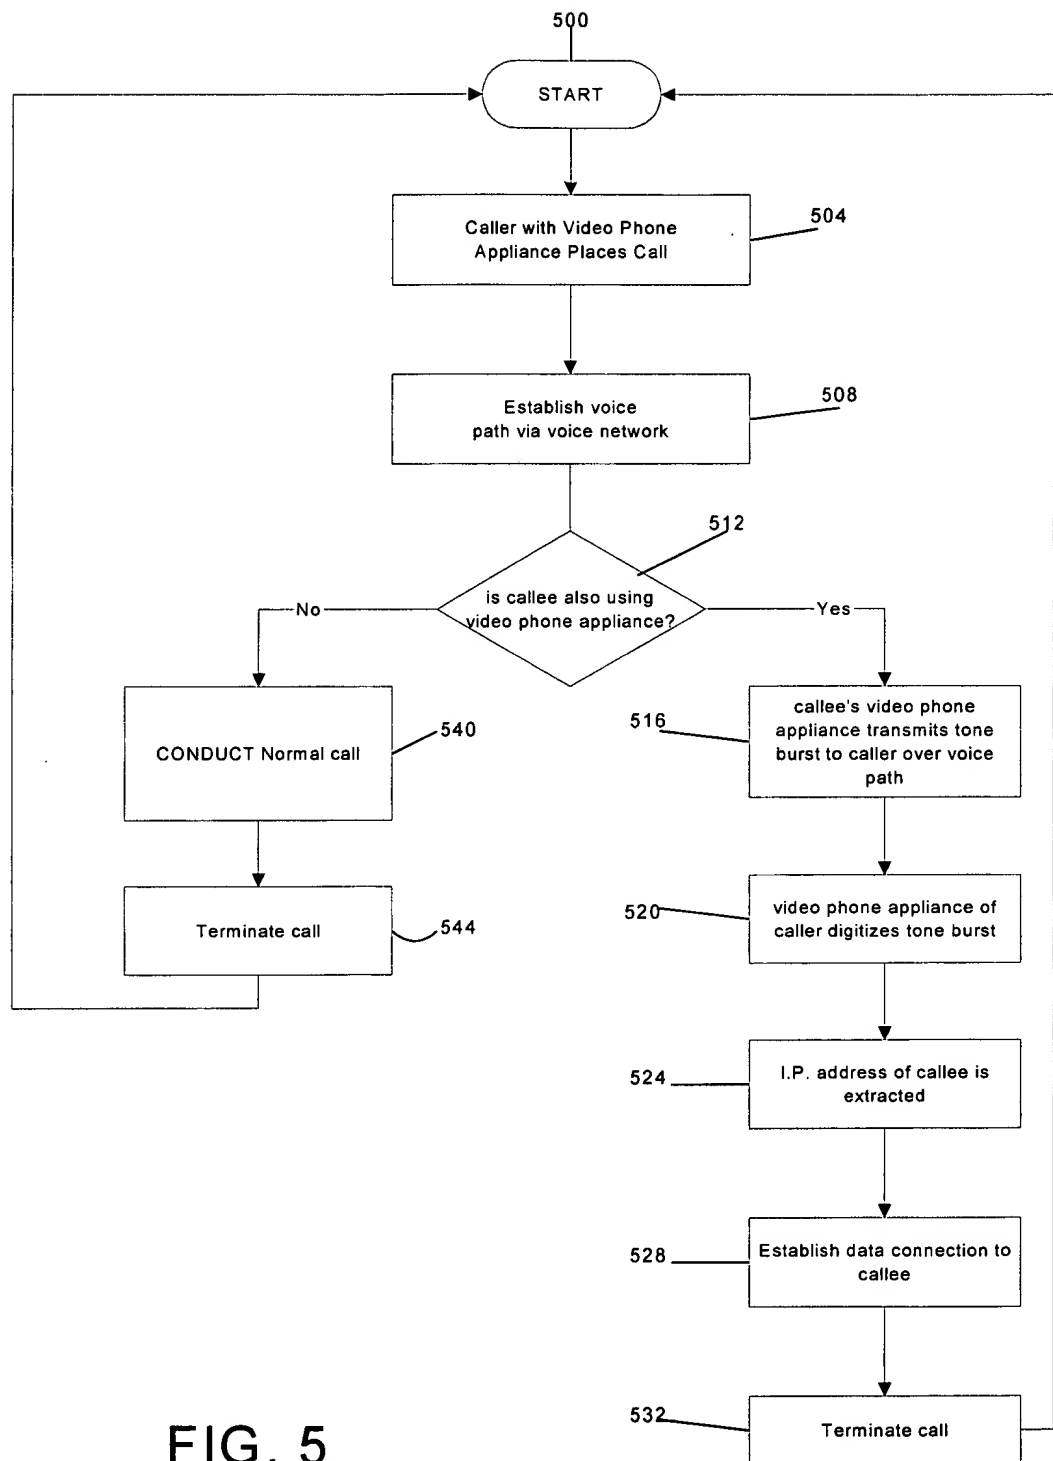 500
START
Caller with Video Phone
Appliance Places Call
504
Establish voice
path via voice network
508
512
is callee also using
video phone appliance?
No
Yes
CONDUCT Normal call
540
Terminate call
544
516
callee's video phone
appliance transmits tone
burst to caller over voice
path
520
video phone appliance of
caller digitizes tone burst
524
I.P. address of callee is
extracted
528
Establish data connection to
callee
532
Terminate call
FIG. 5